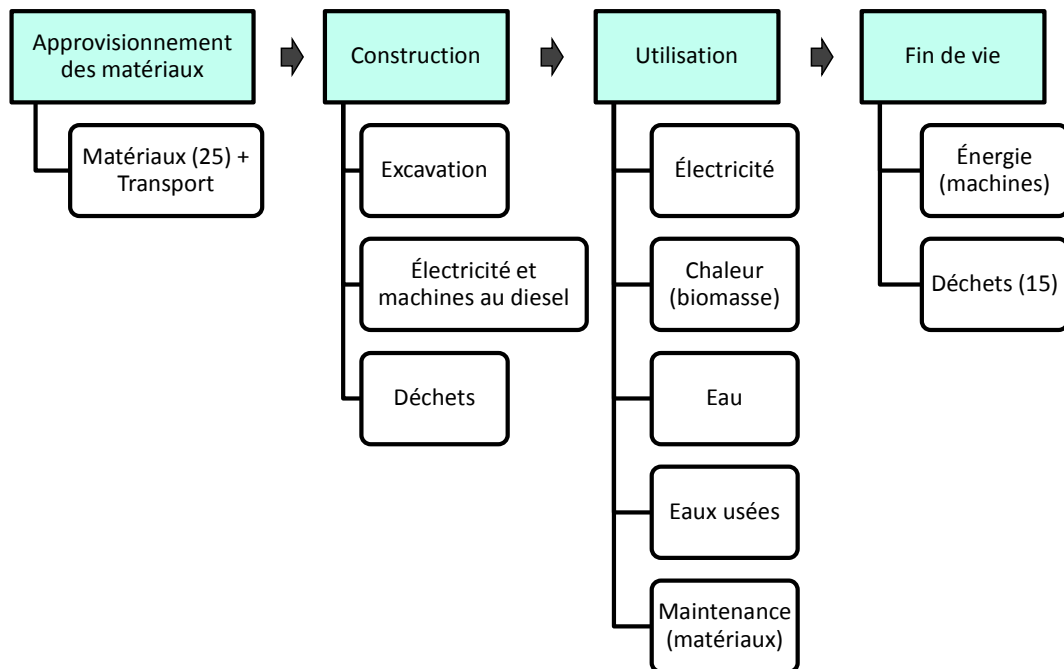 Approvisionnement
des matériaux
Matériaux (25) +
Transport
Construction
Excavation
Électricité et
machines au diesel
Déchets
Utilisation
Électricité
Chaleur
(biomasse)
Eau
Eaux usées
Maintenance
(matériaux)
Fin de vie
Énergie
(machines)
Déchets (15)